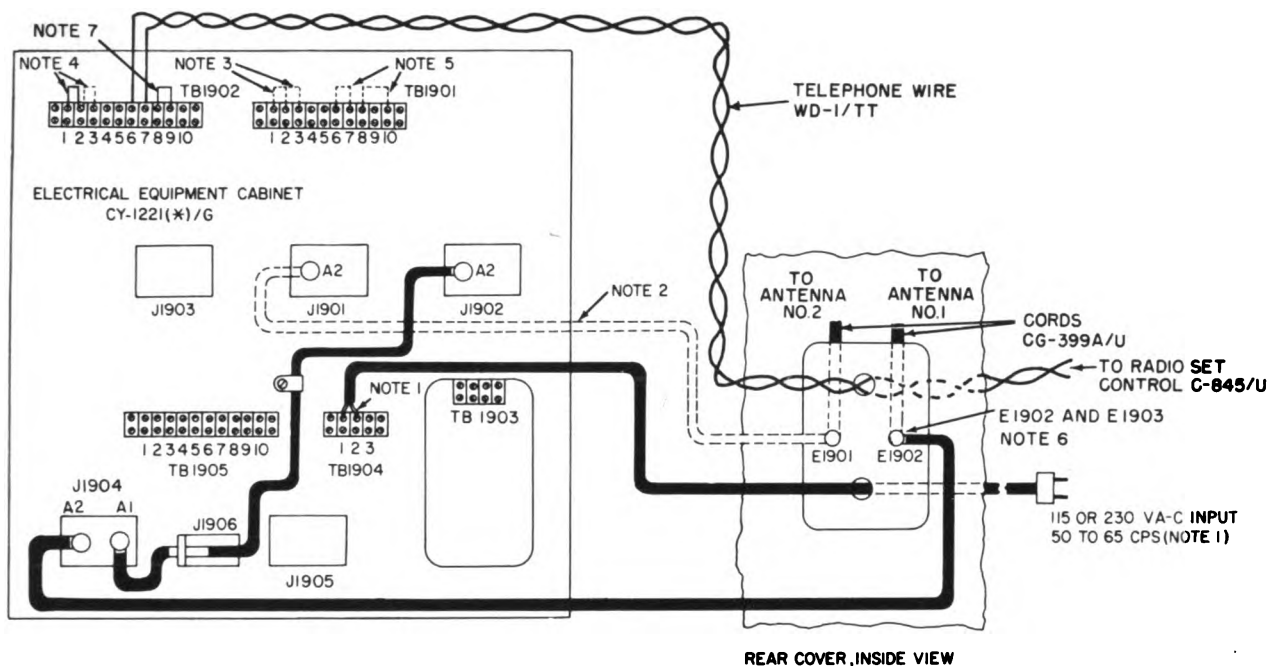 NOTE 7
NOTE 4
TB1902
NOTE 3
NOTE 5
TB1901
1 2 3 4 5 6 7 8 9 10
1 2 3 4 5 6 7 8 9 10
TELEPHONE WIRE
WD-1/TT
ELECTRICAL EQUIPMENT CABINET
CY-1221(*)/G
J1903
A2
J1901
A2
J1902
NOTE 2
TO
ANTENNA
NO.2
TO
ANTENNA
NO.1
CORDS
CG-399A/U
TO RADIO SET
CONTROL C-845/U
NOTE 1
TB 1903
1 2 3 4 5 6 7 8 9 10
TB1905
1 2 3
TB1904
E1902 AND E1903
NOTE 6
E1901
E1902
J1904
A2
A1
J1906
J1905
115 OR 230 VA-C INPUT
50 TO 65 CPS(NOTE 1)
REAR COVER, INSIDE VIEW